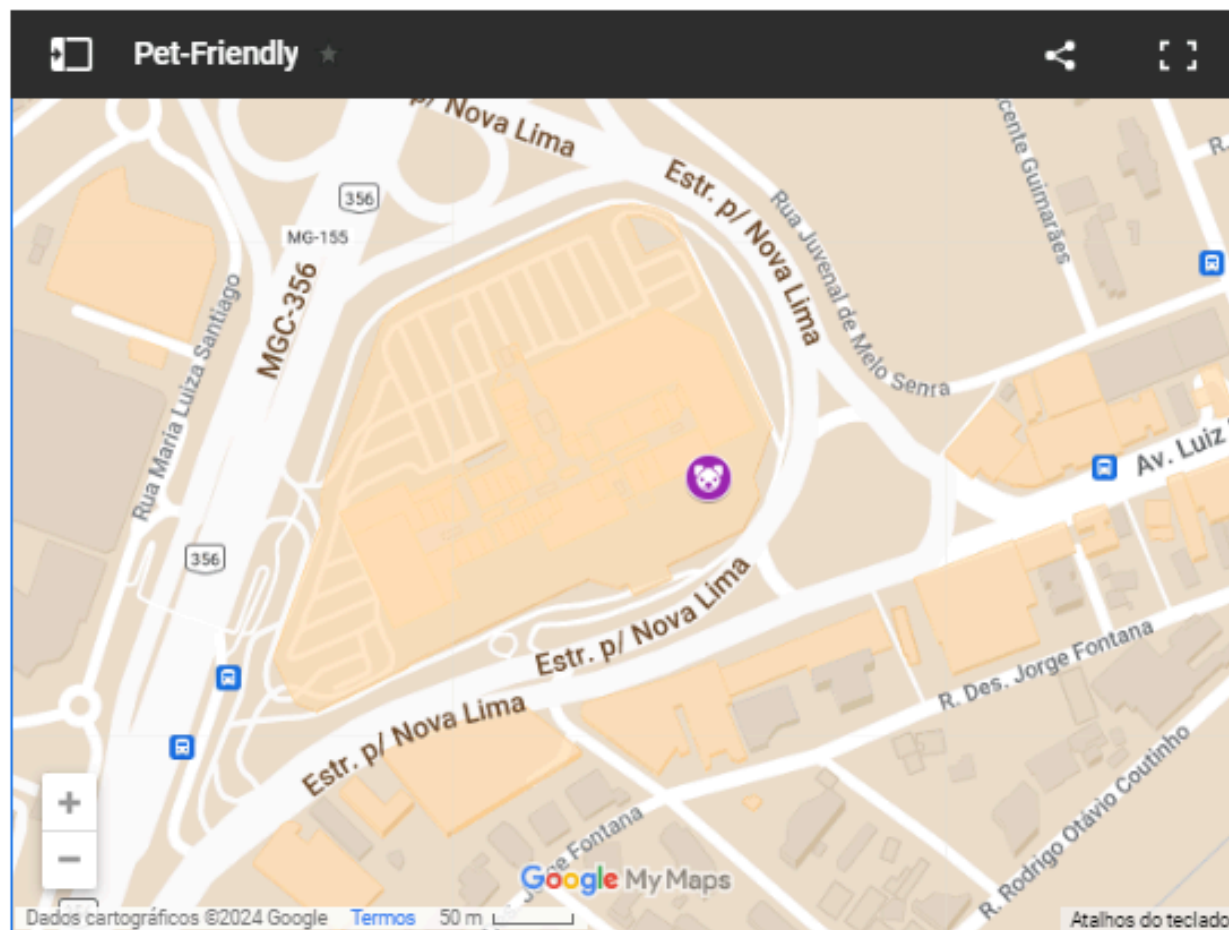 Pet-Friendly
p/ Nova Lima
cente Guimarães
R.
Estr. p/ Nova Lima
Rua Juvenal de Melo Senra
356
MG-155
MGC-356
Rua Maria Luiza Santiago
Av. Luiz
356
Estr. p/ Nova Lima
R. Des. Jorge Fontana
Estr. p/ Nova Lima
R. Rodrigo Otávio Coutinho
Jorge Fontana
+
−
Google My Maps
Dados cartográficos ©2024 Google Termos 50 m
Atalhos do teclado